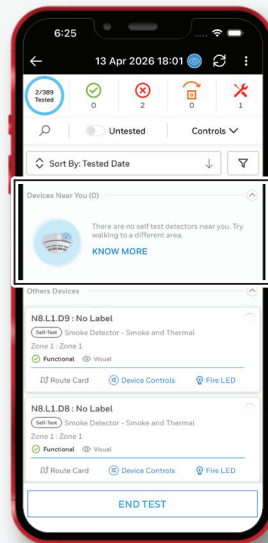 6:25
13 Apr 2026 18:01
2/389
Tested
0
2
0
1
Untested
Controls
Sort By: Tested Date
Devices Near You (0)
There are no self test detectors near you. Try
walking to a different area.
KNOW MORE
Others Devices
N8.L1.D9 : No Label
Self-Test Smoke Detector - Smoke and Thermal
Zone 1 : Zone 1
Functional Visual
Route Card Device Controls Fire LED
N8.L1.D8 : No Label
Self-Test Smoke Detector - Smoke and Thermal
Zone 1 : Zone 1
Functional Visual
Route Card Device Controls Fire LED
END TEST